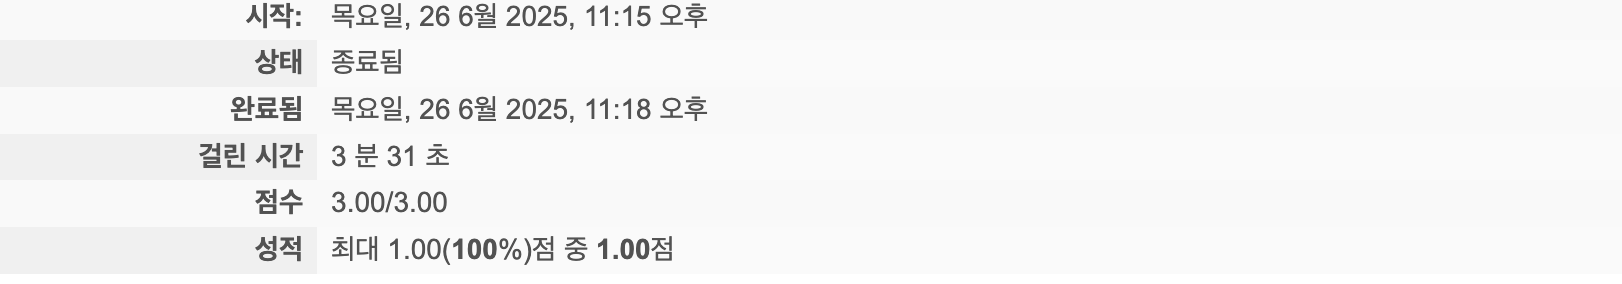 시작: 목요일, 26 6월 2025, 11:15 오후
상태 종료됨
완료됨 목요일, 26 6월 2025, 11:18 오후
걸린 시간 3 분 31 초
점수 3.00/3.00
성적 최대 1.00(100%)점 중 1.00점